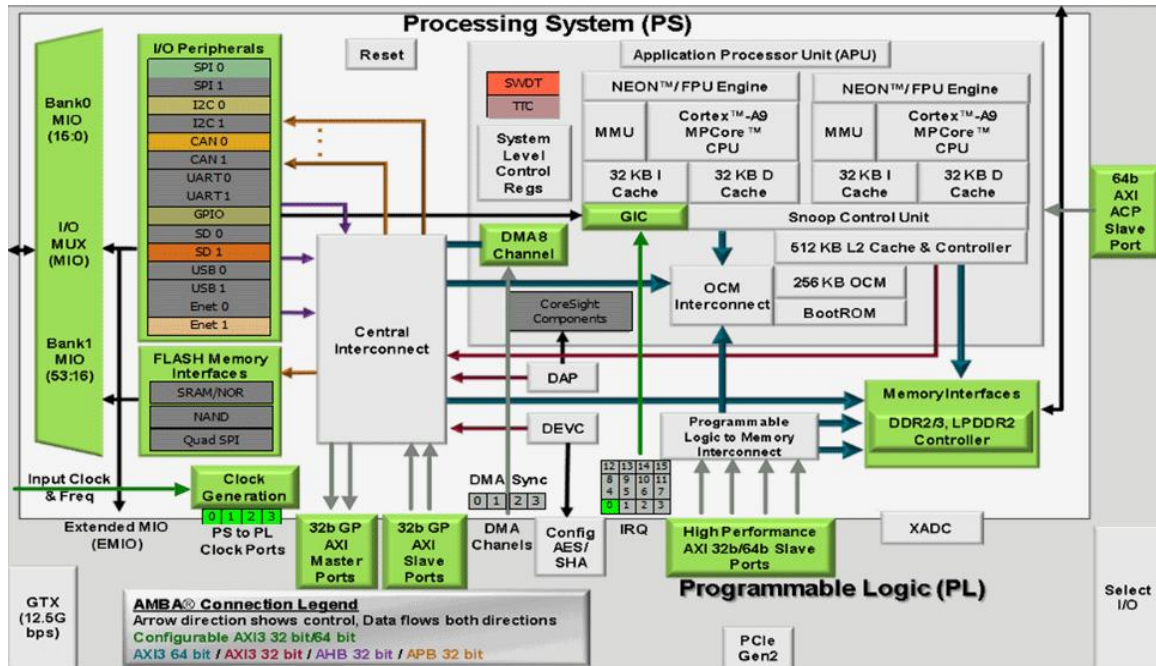 Processing System (PS)
I/O Peripherals
SPI 0
SPI 1
I2C 0
I2C 1
CAN 0
CAN 1
UART0
UART1
GPIO
SD 0
SD 1
USB 0
USB 1
Enet 0
Enet 1
Bank0
MIO
(15:0)
I/O
MUX
(MIO)
Bank1
MIO
(53:16)
FLASH Memory
Interfaces
SRAM/NOR
NAND
Quad SPI
Reset
Application Processor Unit (APU)
SWDT
TTC
System
Level
Control
Regs
NEON™/FPU Engine
MMU
Cortex™-A9
MPCore™
CPU
32 KB I
Cache
32 KB D
Cache
NEON™/FPU Engine
MMU
Cortex™-A9
MPCore™
CPU
32 KB I
Cache
32 KB D
Cache
GIC
Snoop Control Unit
512 KB L2 Cache & Controller
DMA8
Channel
OCM
Interconnect
256 KB OCM
BootROM
CoreSight
Components
Central
Interconnect
DAP
DEVC
Programmable
Logic to Memory
Interconnect
Memory Interfaces
DDR2/3, LPDDR2
Controller
64b
AXI
ACP
Slave
Port
Input Clock
& Freq
Clock
Generation
0 1 2 3
PS to PL
Clock Ports
Extended MIO
(EMIO)
32b GP
AXI
Master
Ports
32b GP
AXI
Slave
Ports
DMA Sync
0 1 2 3
DMA
Channels
Config
AES/
SHA
12 13 14 15
8 9 10 11
4 5 6 7
0 1 2 3
IRQ
High Performance
AXI 32b/64b Slave
Ports
XADC
Programmable Logic (PL)
GTX
(12.5G
bps)
AMBA® Connection Legend
Arrow direction shows control, Data flows both directions
Configurable AXI3 32 bit/64 bit
AXI3 64 bit / AXI3 32 bit / AHB 32 bit / APB 32 bit
PCIe
Gen2
Select
I/O